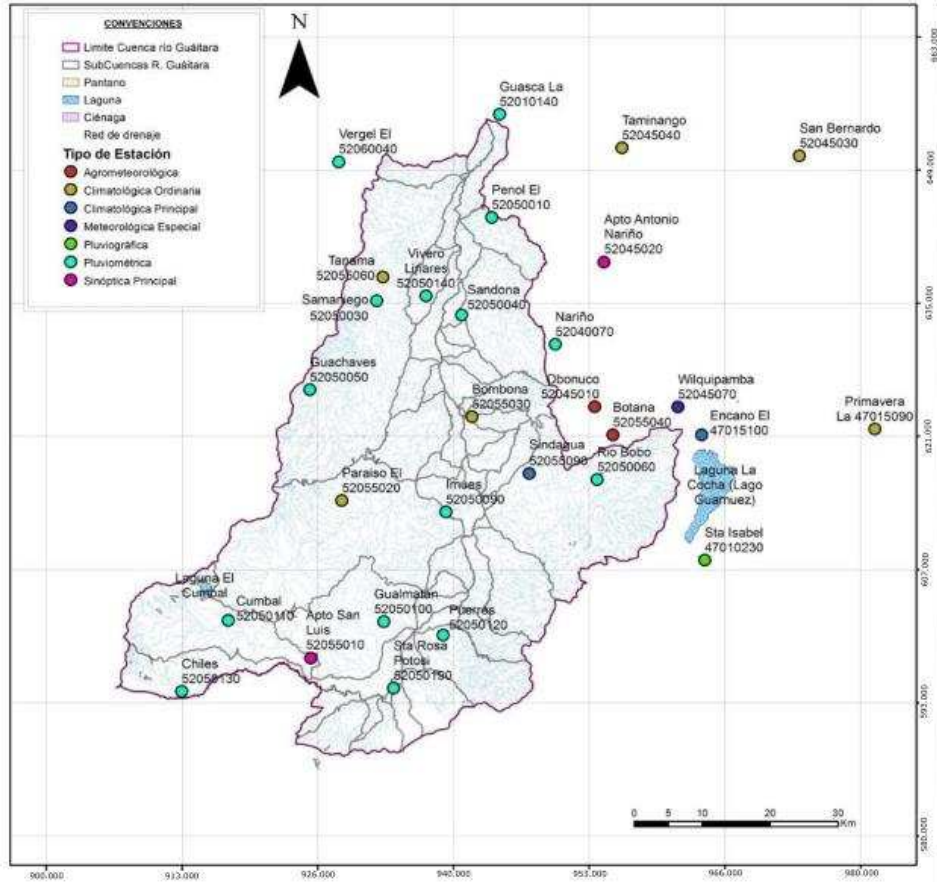 CONVENCIONES
Limite Cuenca río Guáitara
SubCuencas R. Guáitara
Pantano
Laguna
Ciénaga
Red de drenaje
Tipo de Estación
Agrometeorológica
Climatológica Ordinaria
Climatológica Principal
Meteorológica Especial
Pluviográfica
Pluviométrica
Sinóptica Principal
N
Guasca La
52010140
Vergel El
52060040
Taminango
52045040
San Bernardo
52045030
Penol El
52050010
Apto Antonio
Nariño
52045020
Tanama
52055060
Vivero
Linares
52050140
Samaniego
52050030
Sandona
52050040
Nariño
52040070
Guachaves
52050050
Obonuco
52045010
Wilquipamba
52045070
Bombona
52055030
Botana
52055040
Encano El
47015100
Primavera
La 47015090
Sindagua
52055090
Rio Bobo
52050060
Paraiso El
52055020
Imues
52050090
Laguna La
Cocha (Lago
Guamuez)
Sta Isabel
47010230
Laguna El
Cumbal
Cumbal
52050110
Apto San
Luis
52055010
Gualmatan
52050100
Puerres
52050120
Sta Rosa
Potosi
52050190
Chiles
52050130
0 5 10 20 30
Km
900.000 913.000 926.000 940.000 953.000 966.000 980.000
663.000
649.000
635.000
621.000
607.000
593.000
580.000